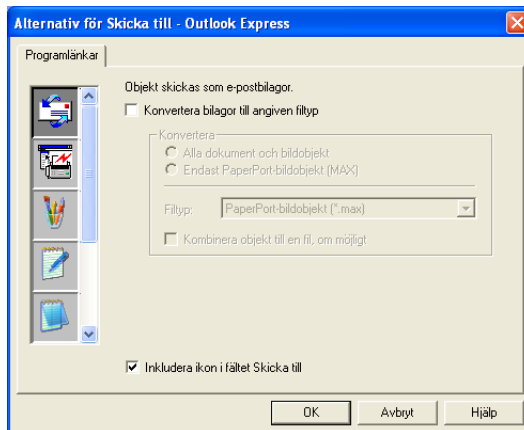 Alternativ för Skicka till - Outlook Express
Programlänkar
Objekt skickas som e-postbilagor.
Konvertera bilagor till angiven filtyp
Konvertera
Alla dokument och bildobjekt
Endast PaperPort-bildobjekt (MAX)
Filtyp: PaperPort-bildobjekt (*.max)
Kombinera objekt till en fil, om möjligt
Inkludera ikon i fältet Skicka till
OK Avbryt Hjälp